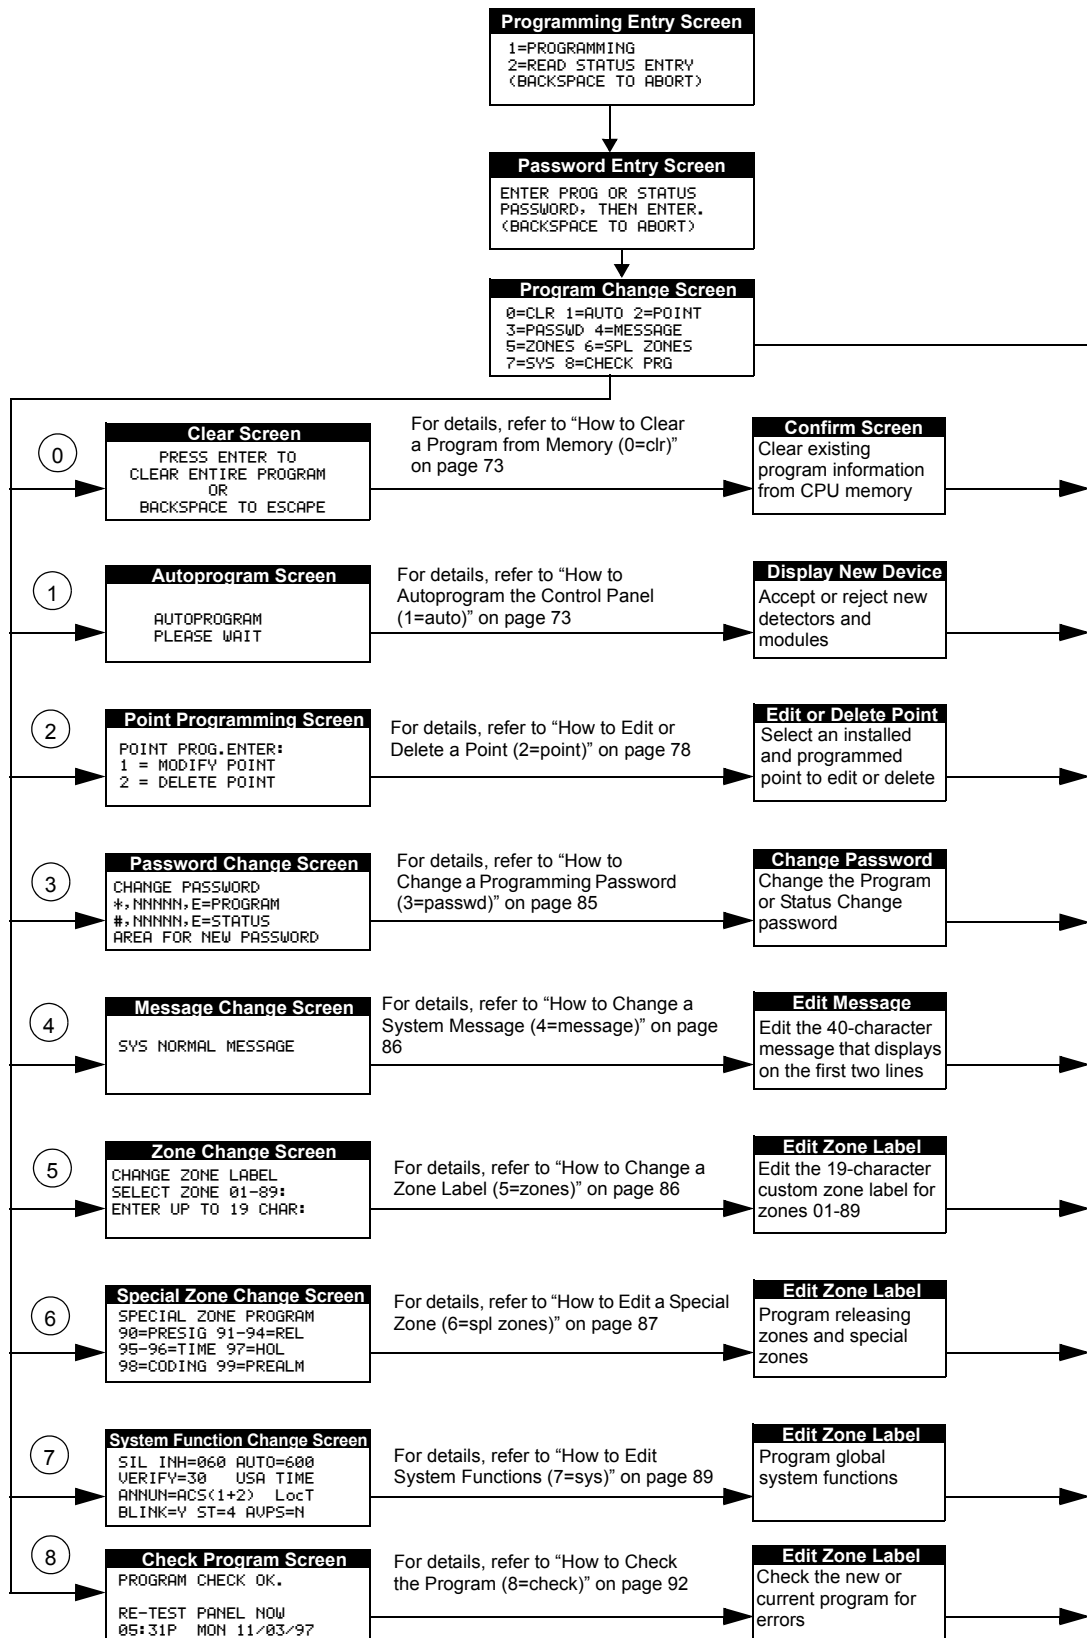 Programming Entry Screen
1=PROGRAMMING
2=READ STATUS ENTRY
(BACKSPACE TO ABORT)
Password Entry Screen
ENTER PROG OR STATUS
PASSWORD, THEN ENTER.
(BACKSPACE TO ABORT)
Program Change Screen
0=CLR 1=AUTO 2=POINT
3=PASSWD 4=MESSAGE
5=ZONES 6=SPL ZONES
7=SYS 8=CHECK PRG
0
Clear Screen
PRESS ENTER TO
CLEAR ENTIRE PROGRAM
OR
BACKSPACE TO ESCAPE
For details, refer to “How to Clear
a Program from Memory (0=clr)”
on page 73
Confirm Screen
Clear existing
program information
from CPU memory
1
Autoprogram Screen
AUTOPROGRAM
PLEASE WAIT
For details, refer to “How to
Autoprogram the Control Panel
(1=auto)” on page 73
Display New Device
Accept or reject new
detectors and
modules
2
Point Programming Screen
POINT PROG.ENTER:
1 = MODIFY POINT
2 = DELETE POINT
For details, refer to “How to Edit or
Delete a Point (2=point)” on page 78
Edit or Delete Point
Select an installed
and programmed
point to edit or delete
3
Password Change Screen
CHANGE PASSWORD
*,NNNNN,E=PROGRAM
#,NNNNN,E=STATUS
AREA FOR NEW PASSWORD
For details, refer to “How to
Change a Programming Password
(3=passwd)” on page 85
Change Password
Change the Program
or Status Change
password
4
Message Change Screen
SYS NORMAL MESSAGE
For details, refer to “How to Change a
System Message (4=message)” on page
86
Edit Message
Edit the 40-character
message that displays
on the first two lines
5
Zone Change Screen
CHANGE ZONE LABEL
SELECT ZONE 01-89:
ENTER UP TO 19 CHAR:
For details, refer to “How to Change a
Zone Label (5=zones)” on page 86
Edit Zone Label
Edit the 19-character
custom zone label for
zones 01-89
6
Special Zone Change Screen
SPECIAL ZONE PROGRAM
90=PRESIG 91-94=REL
95-96=TIME 97=HOL
98=CODING 99=PREALM
For details, refer to “How to Edit a Special
Zone (6=spl zones)” on page 87
Edit Zone Label
Program releasing
zones and special
zones
7
System Function Change Screen
SIL INH=060 AUTO=600
VERIFY=30 USA TIME
ANNUN=ACS(1+2) LocT
BLINK=Y ST=4 AVPS=N
For details, refer to “How to Edit
System Functions (7=sys)” on page 89
Edit Zone Label
Program global
system functions
8
Check Program Screen
PROGRAM CHECK OK.
RE-TEST PANEL NOW
05:31P MON 11/03/97
For details, refer to “How to Check
the Program (8=check)” on page 92
Edit Zone Label
Check the new or
current program for
errors